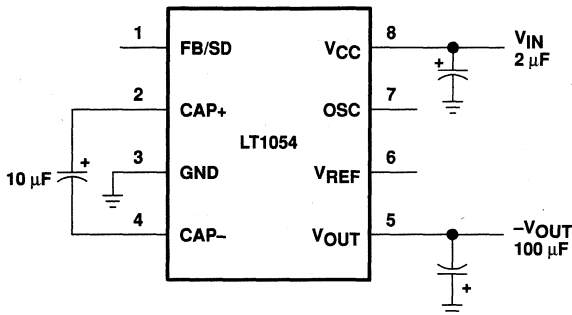 1 FB/SD VCC 8 VIN
+ 2 µF
2 CAP+ OSC 7
LT1054
10 µF + 3 GND VREF 6
4 CAP– VOUT 5 –VOUT
100 µF
+